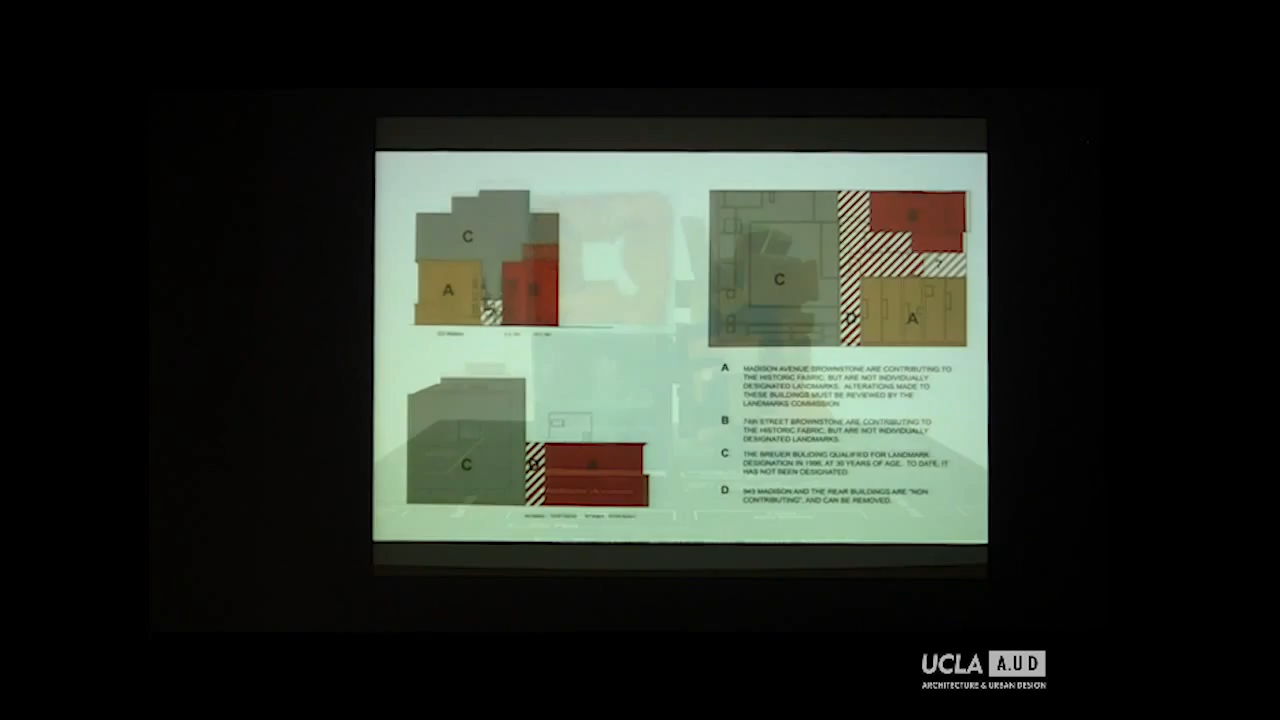 C
A
B
C
A
C
D
B
A MADISON AVENUE BROWNSTONE ARE CONTRIBUTING TO
THE HISTORIC FABRIC, BUT ARE NOT INDIVIDUALLY
DESIGNATED LANDMARKS. ALTERATIONS MADE TO
THESE BUILDINGS MUST BE REVIEWED BY THE
LANDMARKS COMMISSION
B 74th STREET BROWNSTONE ARE CONTRIBUTING TO
THE HISTORIC FABRIC, BUT ARE NOT INDIVIDUALLY
DESIGNATED LANDMARKS.
C THE BREUER BUILDING QUALIFIED FOR LANDMARK
DESIGNATION IN 1996, AT 30 YEARS OF AGE. TO DATE, IT
HAS NOT BEEN DESIGNATED.
D 943 MADISON AND THE REAR BUILDINGS ARE "NON
CONTRIBUTING", AND CAN BE REMOVED.
UCLA A.UD
ARCHITECTURE & URBAN DESIGN